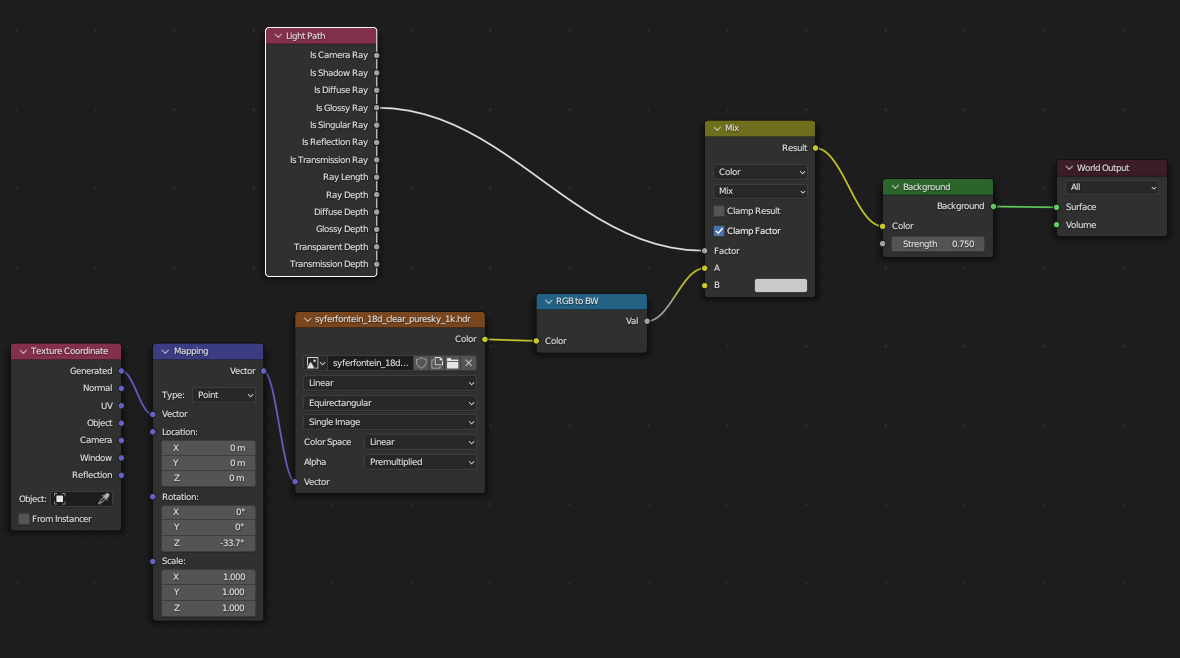 Light Path
Is Camera Ray
Is Shadow Ray
Is Diffuse Ray
Is Glossy Ray
Is Singular Ray
Is Reflection Ray
Is Transmission Ray
Ray Length
Ray Depth
Diffuse Depth
Glossy Depth
Transparent Depth
Transmission Depth
Texture Coordinate
Generated
Normal
UV
Object
Camera
Window
Reflection
Object:
From Instancer
Mapping
Vector
Type: Point
Vector
Location:
X 0 m
Y 0 m
Z 0 m
Rotation:
X 0°
Y 0°
Z -33.7°
Scale:
X 1.000
Y 1.000
Z 1.000
syferfontein_18d_clear_puresky_1k.hdr
Color
syferfontein_18d...
Linear
Equirectangular
Single Image
Color Space Linear
Alpha Premultiplied
Vector
RGB to BW
Val
Color
Mix
Result
Color
Mix
Clamp Result
Clamp Factor
Factor
A
B
Background
Background
Color
Strength 0.750
World Output
All
Surface
Volume